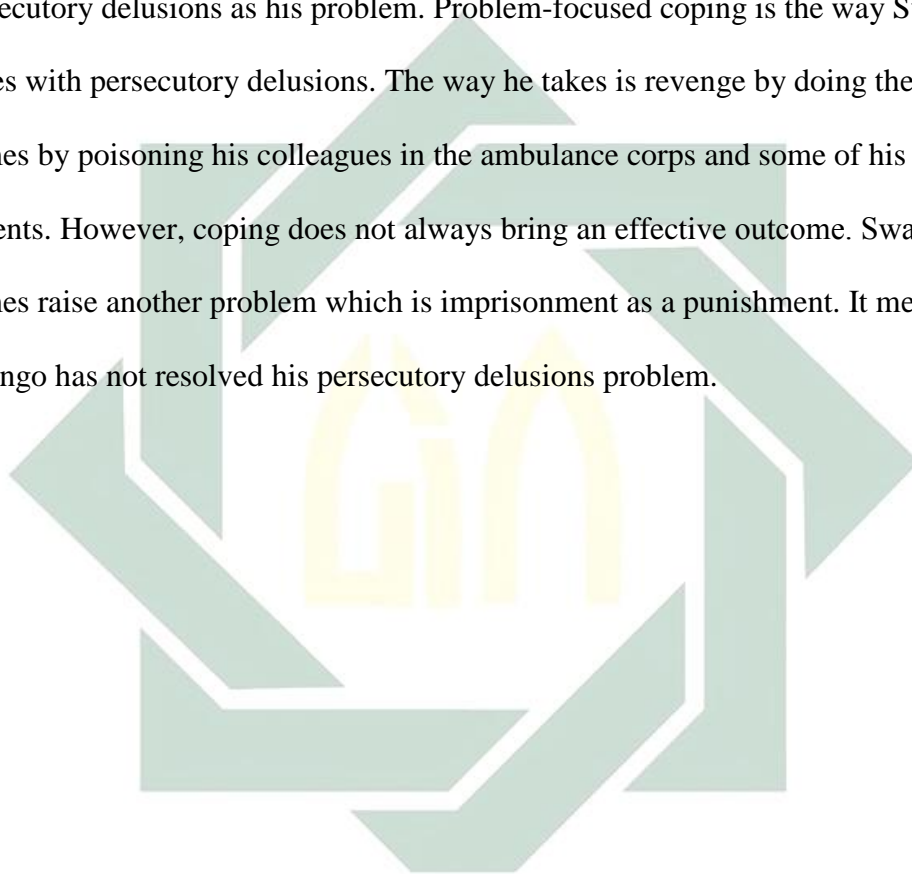 ecutory delusions as his problem. Problem-focused coping is the way S
es with persecutory delusions. The way he takes is revenge by doing the
nes by poisoning his colleagues in the ambulance corps and some of his
ents. However, coping does not always bring an effective outcome. Swa
nes raise another problem which is imprisonment as a punishment. It me
ngo has not resolved his persecutory delusions problem.